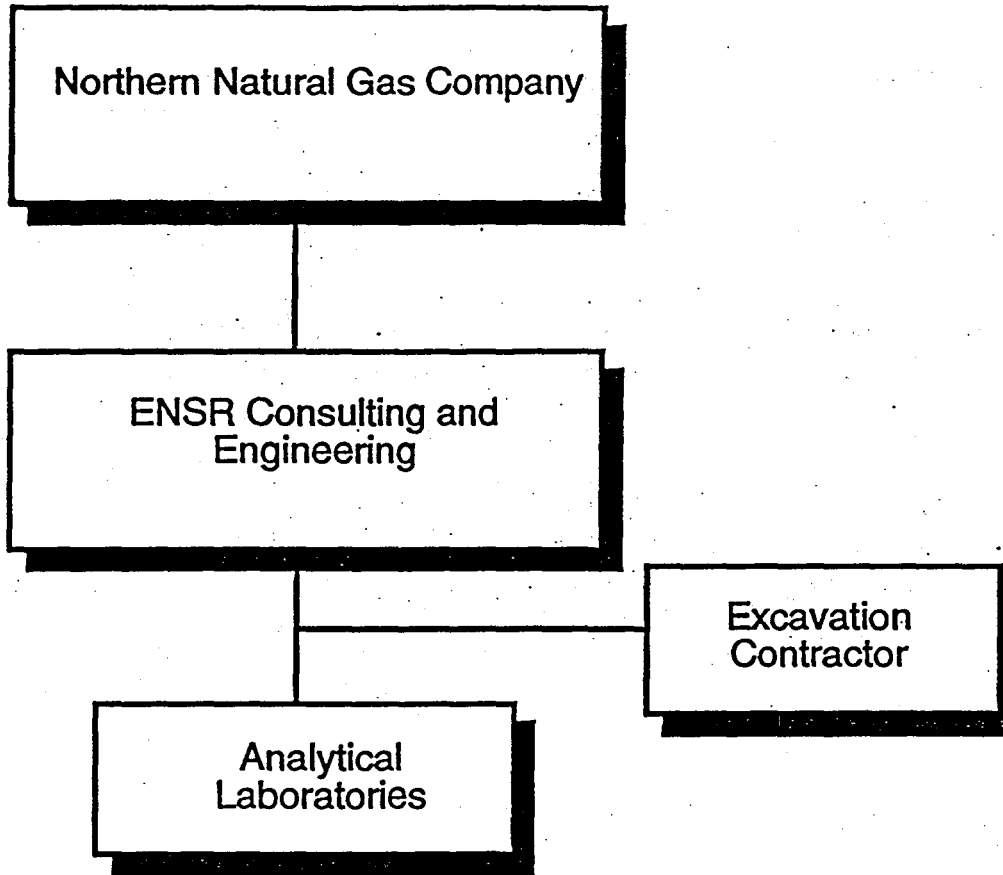 Northern Natural Gas Company
ENSR Consulting and
Engineering
Excavation
Contractor
Analytical
Laboratories